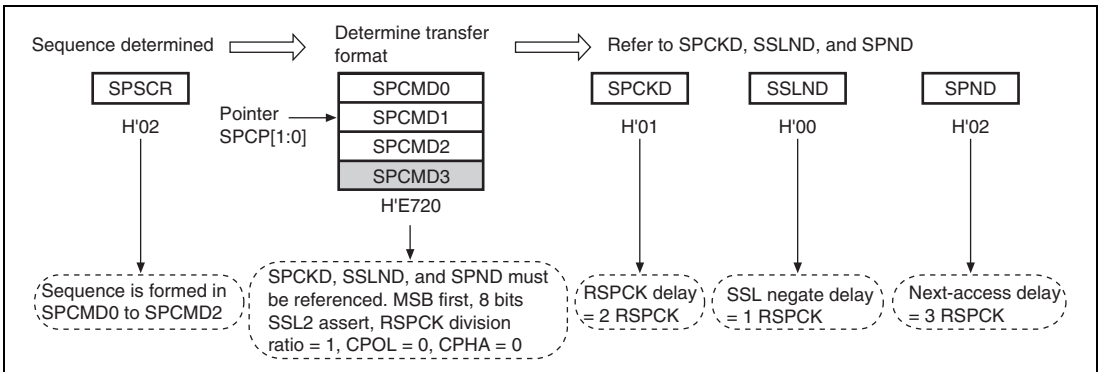 Sequence determined
Determine transfer
format
Refer to SPCKD, SSLND, and SPND
SPSCR
H'02
Pointer
SPCP[1:0]
SPCMD0
SPCMD1
SPCMD2
SPCMD3
H'E720
SPCKD
H'01
SSLND
H'00
SPND
H'02
Sequence is formed in
SPCMD0 to SPCMD2
SPCKD, SSLND, and SPND must
be referenced. MSB first, 8 bits
SSL2 assert, RSPCK division
ratio = 1, CPOL = 0, CPHA = 0
RSPCK delay
= 2 RSPCK
SSL negate delay
= 1 RSPCK
Next-access delay
= 3 RSPCK